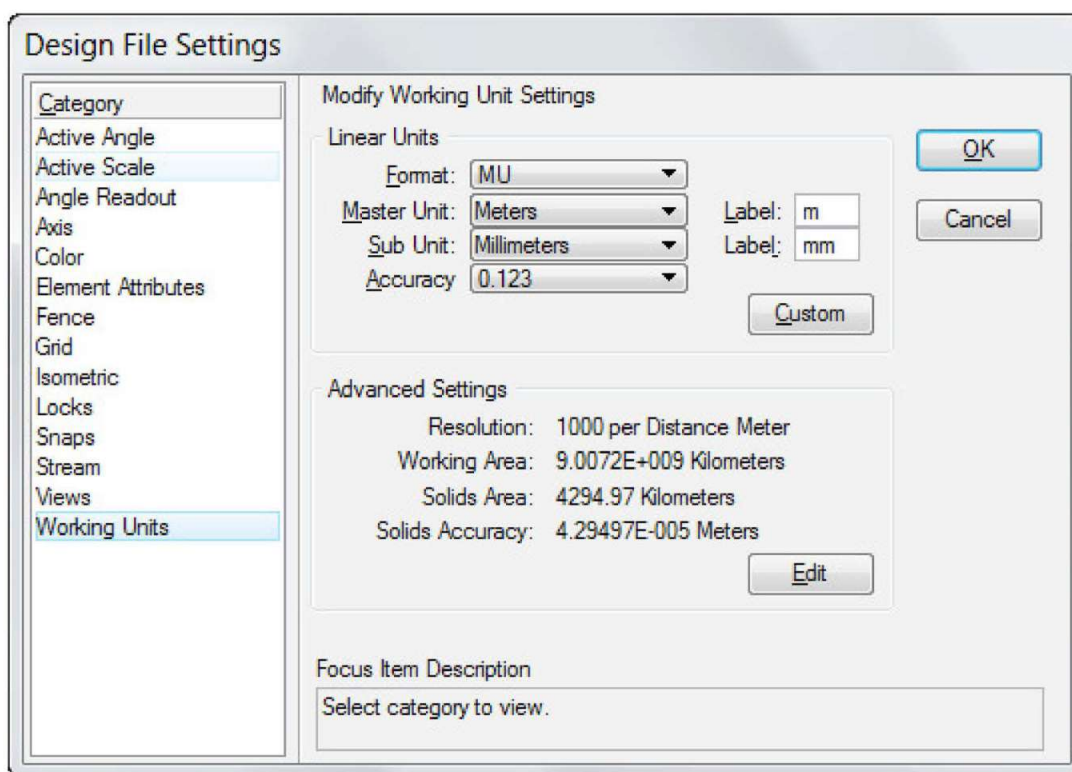 Design File Settings
Category
Active Angle
Active Scale
Angle Readout
Axis
Color
Element Attributes
Fence
Grid
Isometric
Locks
Snaps
Stream
Views
Working Units
Modify Working Unit Settings
Linear Units
Format: MU
Master Unit: Meters Label: m
Sub Unit: Millimeters Label: mm
Accuracy 0.123
Custom
Advanced Settings
Resolution: 1000 per Distance Meter
Working Area: 9.0072E+009 Kilometers
Solids Area: 4294.97 Kilometers
Solids Accuracy: 4.29497E-005 Meters
Edit
Focus Item Description
Select category to view.
OK
Cancel